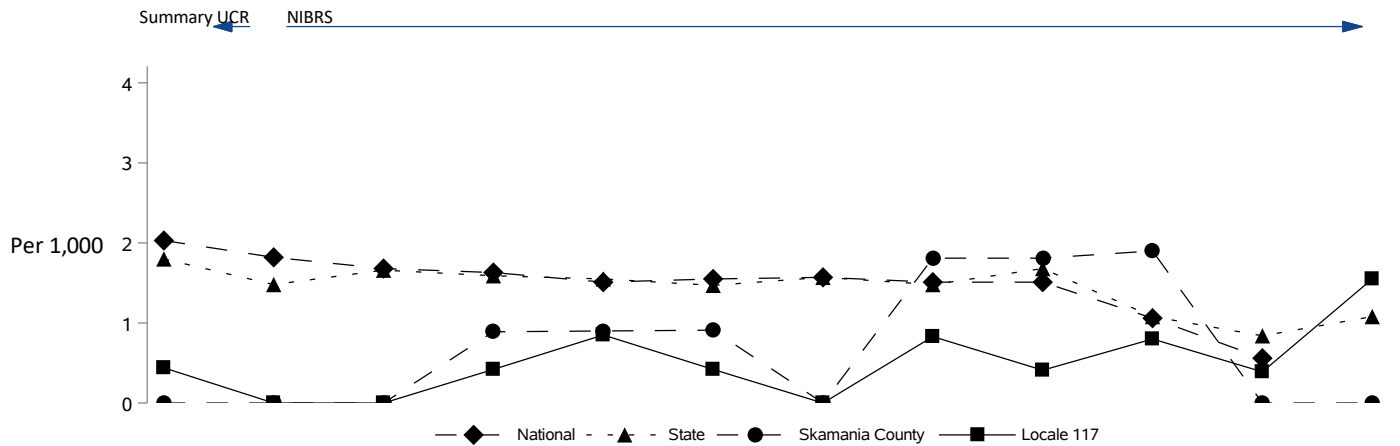 Summary UCR NIBRS
4
3
Per 1,000
2
1
0
National State Skamania County Locale 117